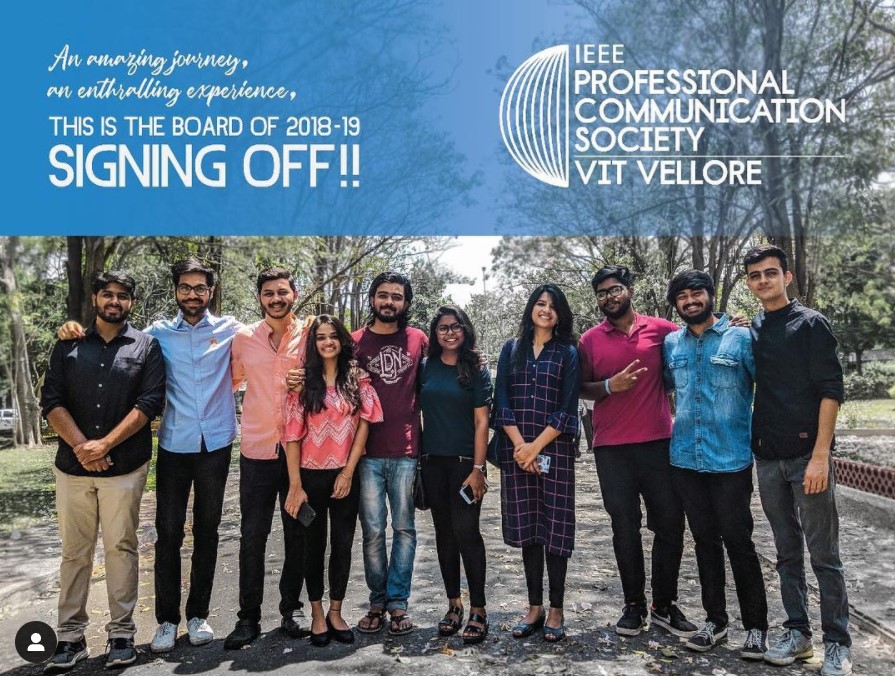 An amazing journey,
an enthralling experience,
THIS IS THE BOARD OF 2018-19
SIGNING OFF!!
IEEE
PROFESSIONAL
COMMUNICATION
SOCIETY
VIT VELLORE
LDN